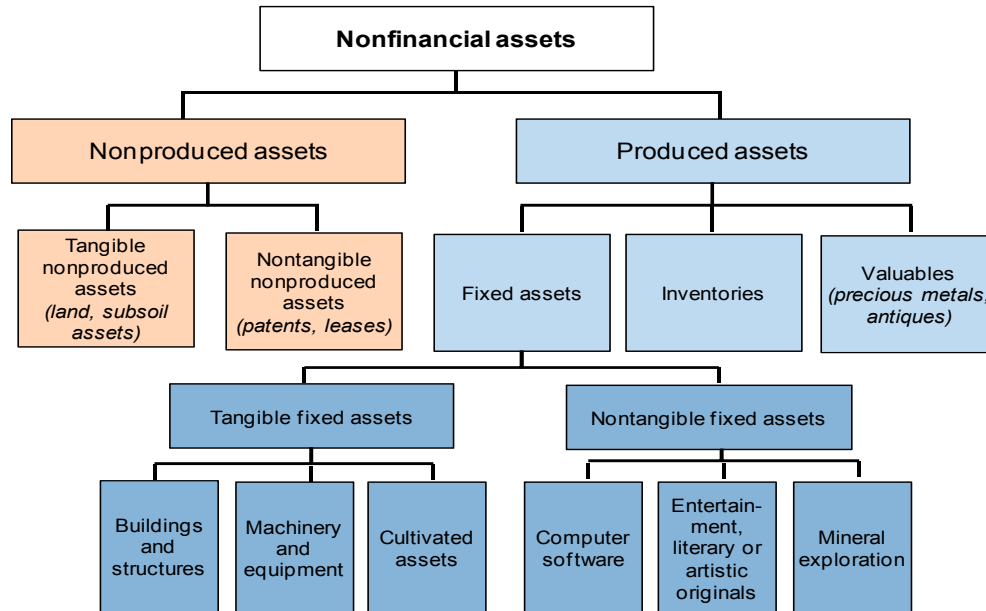 Nonfinancial assets
Nonproduced assets
Produced assets
Tangible
nonproduced
assets
(land, subsoil
assets)
Nontangible
nonproduced
assets
(patents, leases)
Fixed assets
Inventories
Valuables
(precious metals,
antiques)
Tangible fixed assets
Nontangible fixed assets
Buildings
and
structures
Machinery
and
equipment
Cultivated
assets
Computer
software
Entertain-
ment,
literary or
artistic
originals
Mineral
exploration